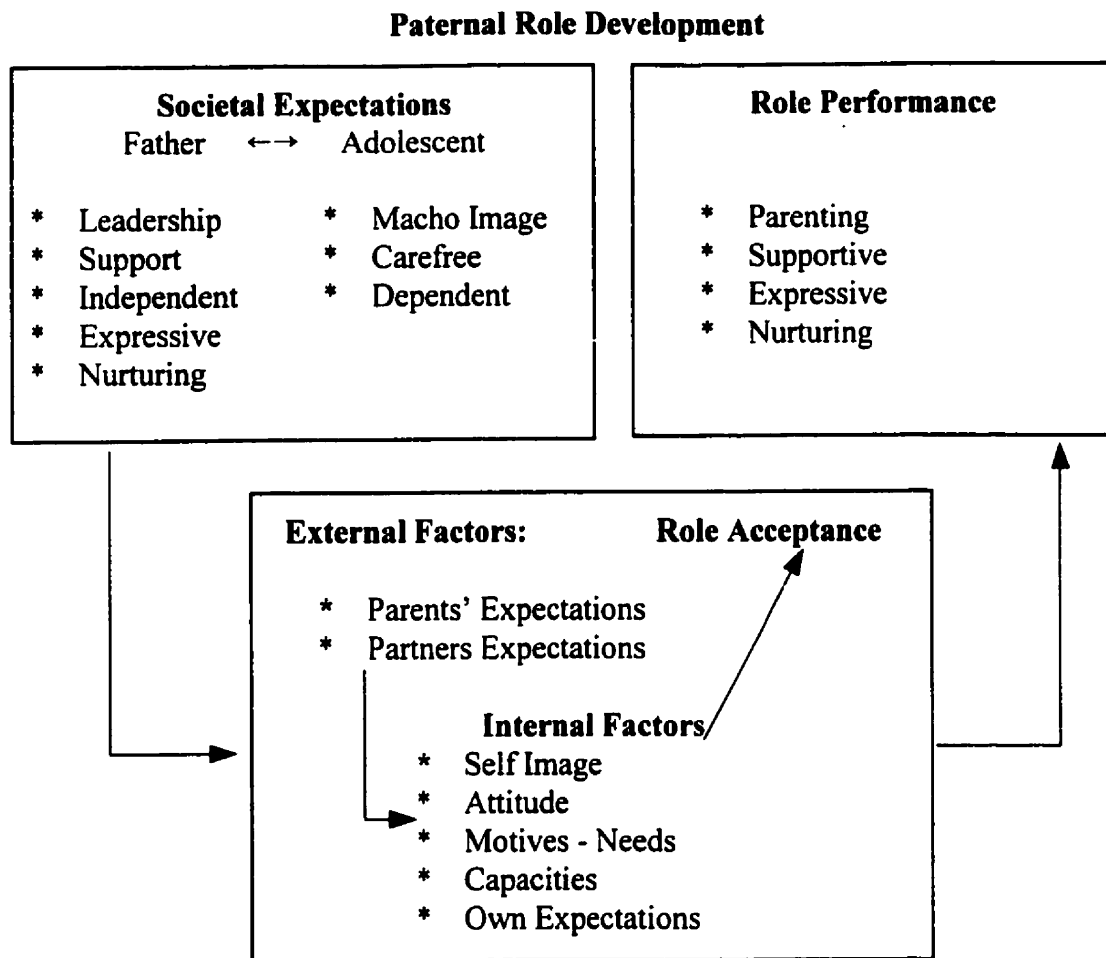 Paternal Role Development
Societal Expectations
Father ←→ Adolescent
* Leadership
* Support
* Independent
* Expressive
* Nurturing
* Macho Image
* Carefree
* Dependent
Role Performance
* Parenting
* Supportive
* Expressive
* Nurturing
External Factors:
Role Acceptance
* Parents' Expectations
* Partners Expectations
Internal Factors
* Self Image
* Attitude
* Motives - Needs
* Capacities
* Own Expectations